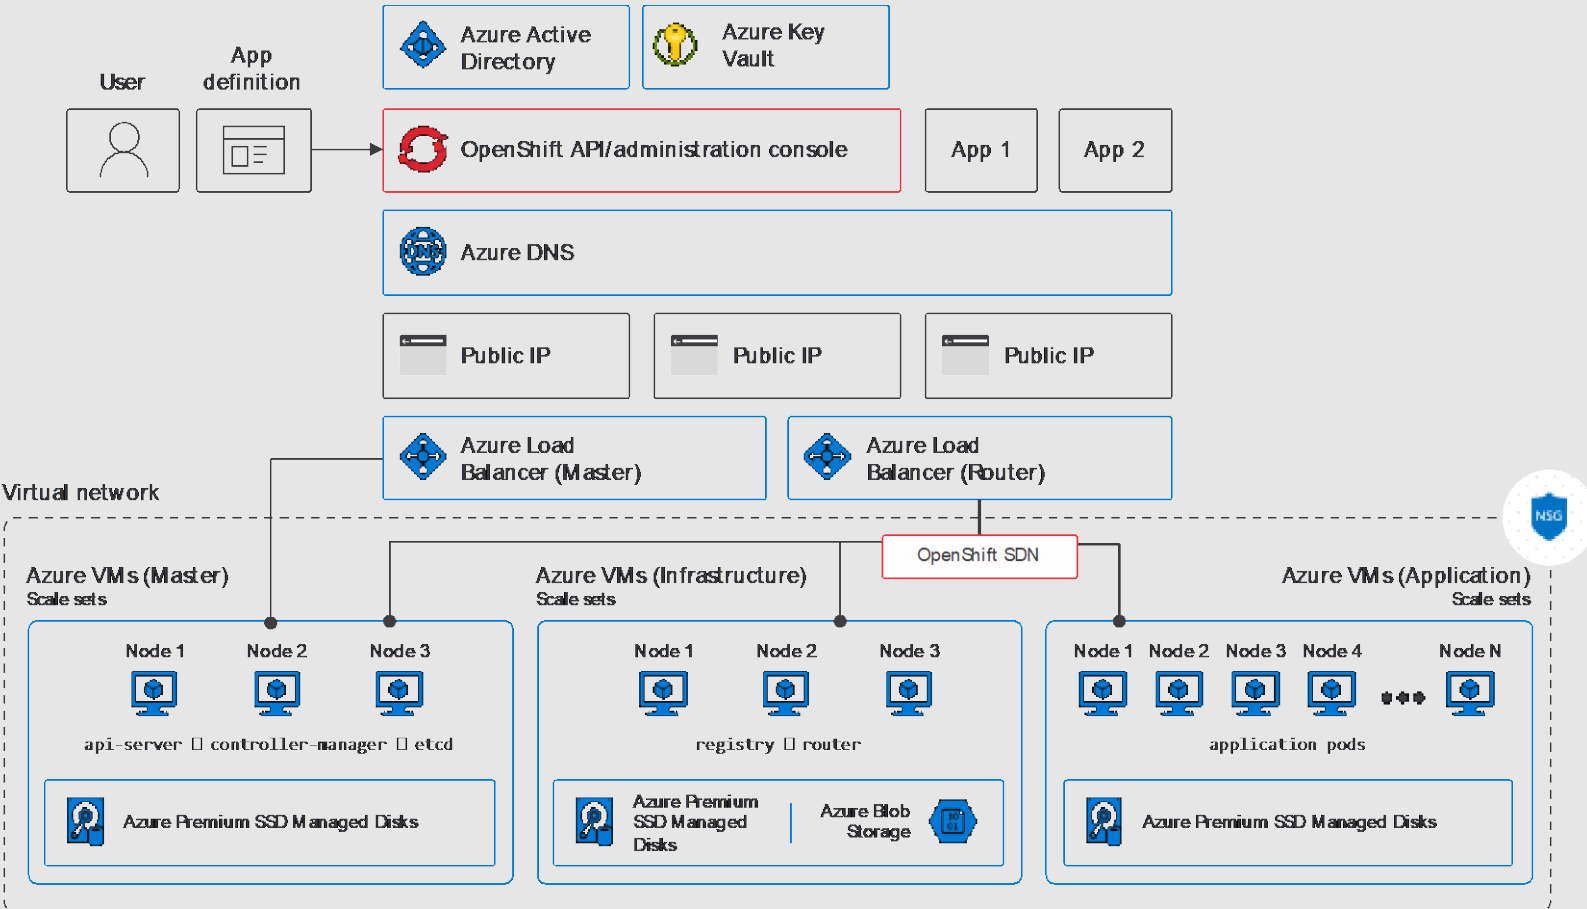 Azure Active
Directory
Azure Key
Vault
User
App
definition
OpenShift API/administration console
App 1
App 2
DNS
Azure DNS
Public IP
Public IP
Public IP
Azure Load
Balancer (Master)
Azure Load
Balancer (Router)
Virtual network
NSG
OpenShift SDN
Azure VMs (Master)
Scale sets
Azure VMs (Infrastructure)
Scale sets
Azure VMs (Application)
Scale sets
Node 1
Node 2
Node 3
Node 1
Node 2
Node 3
Node 1
Node 2
Node 3
Node 4
Node N
api-server □ controller-manager □ etcd
registry □ router
application pods
Azure Premium SSD Managed Disks
Azure Premium
SSD Managed
Disks
Azure Blob
Storage
10
01
Azure Premium SSD Managed Disks